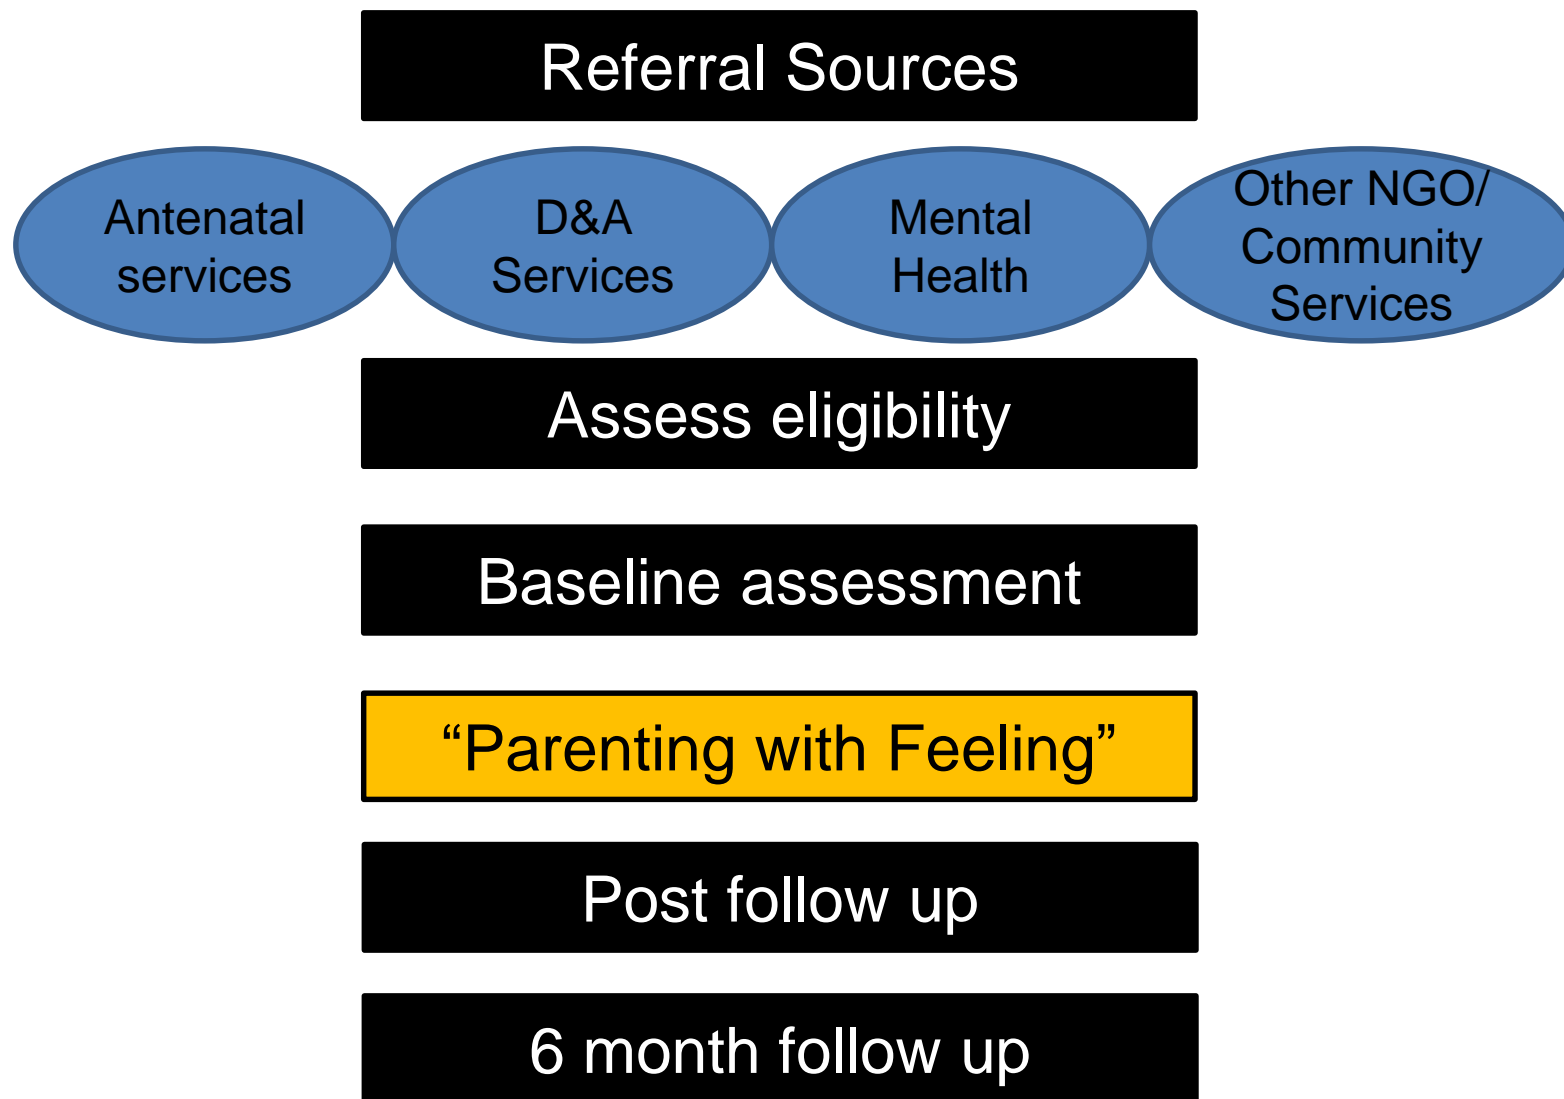 Referral Sources
Antenatal
services
D&A
Services
Mental
Health
Other NGO/
Community
Services
Assess eligibility
Baseline assessment
“Parenting with Feeling”
Post follow up
6 month follow up